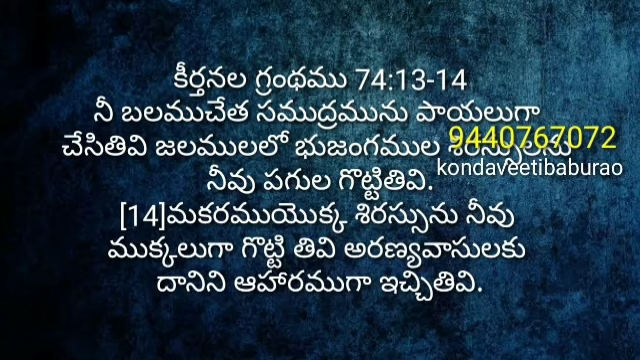 కీర్తనల గ్రంథము 74:13-14
నీ బలముచేత సముద్రమును పాయలుగా
చేసితివి జలములలో భుజంగముల
9440767072
kondaveetibaburao
నీవు పగుల గొట్టితివి.
[14]మకరముయొక్క శిరస్సును నీవు
ముక్కలుగా గొట్టి తివి అరణ్యవాసులకు
దానిని ఆహారముగా ఇచ్చితివి.